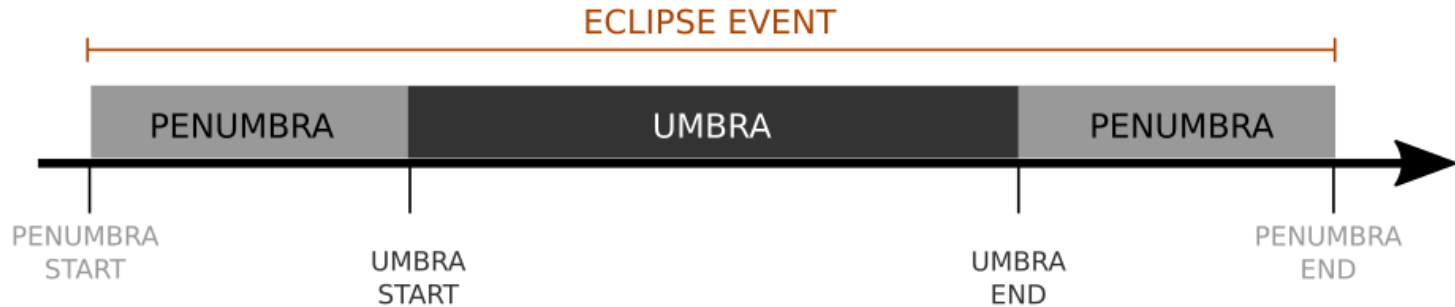 ECLIPSE EVENT
PENUMBRA
UMBRA
PENUMBRA
PENUMBRA
START
UMBRA
START
UMBRA
END
PENUMBRA
END